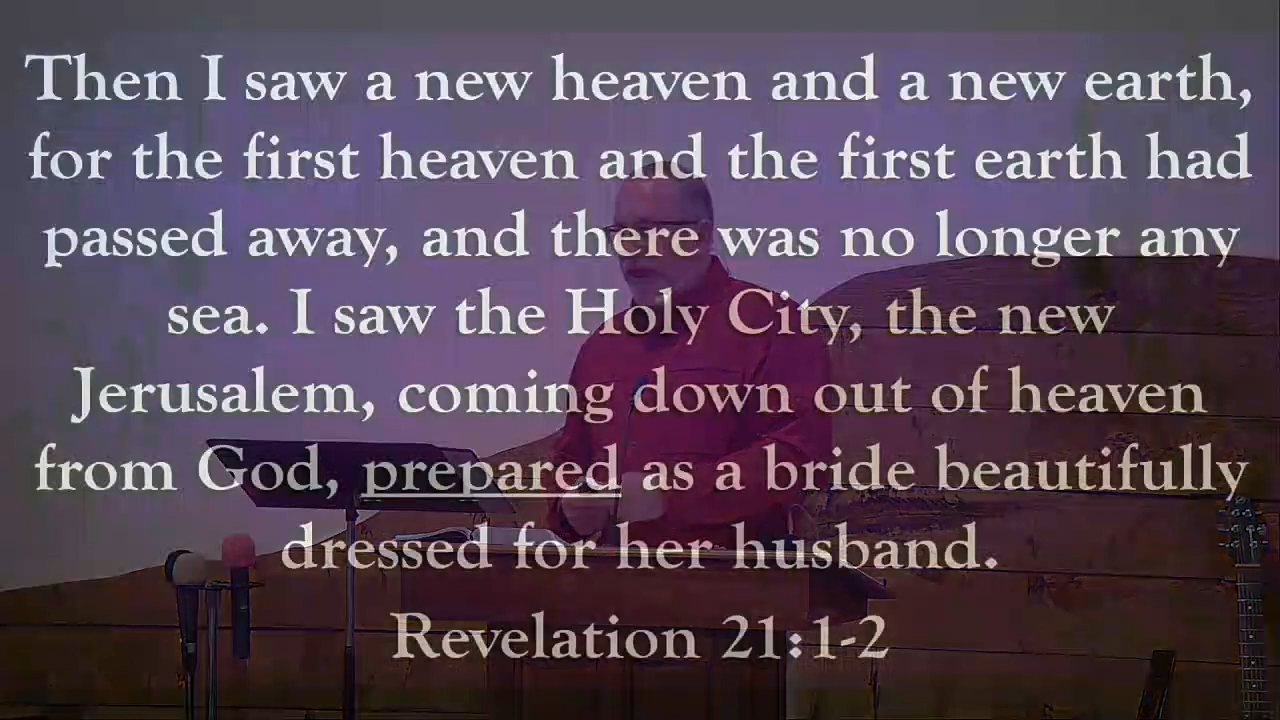 Then I saw a new heaven and a new earth,
for the first heaven and the first earth had
passed away, and there was no longer any
sea. I saw the Holy City, the new
Jerusalem, coming down out of heaven
from God, prepared as a bride beautifully
dressed for her husband.
Revelation 21:1-2